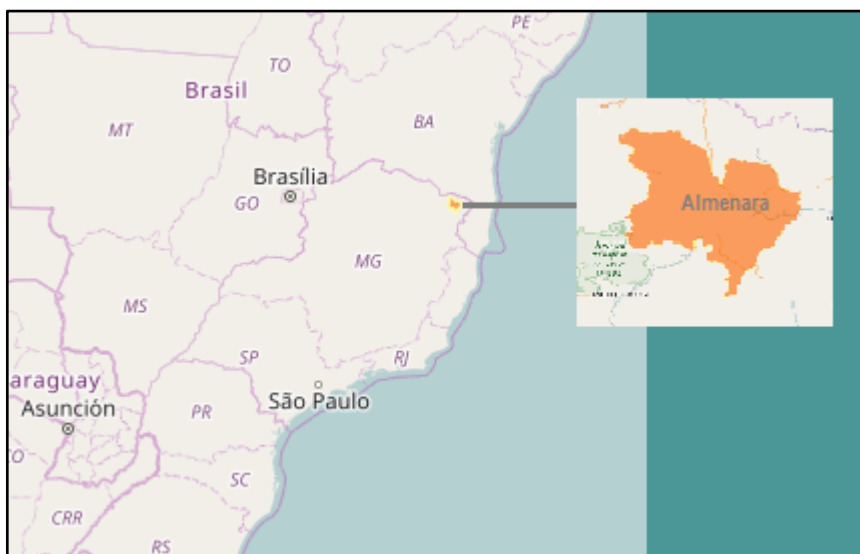 PE
TO
Brasil
MT
BA
Brasília
GO
Almenara
MG
MS
SP
RJ
araguay
Asunción
São Paulo
PR
SC
CRR
RS